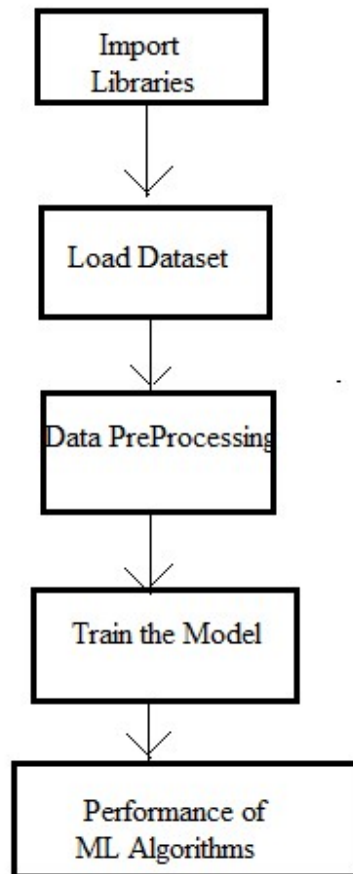 Import
Libraries
Load Dataset
Data PreProcessing
Train the Model
Performance of
ML Algorithms